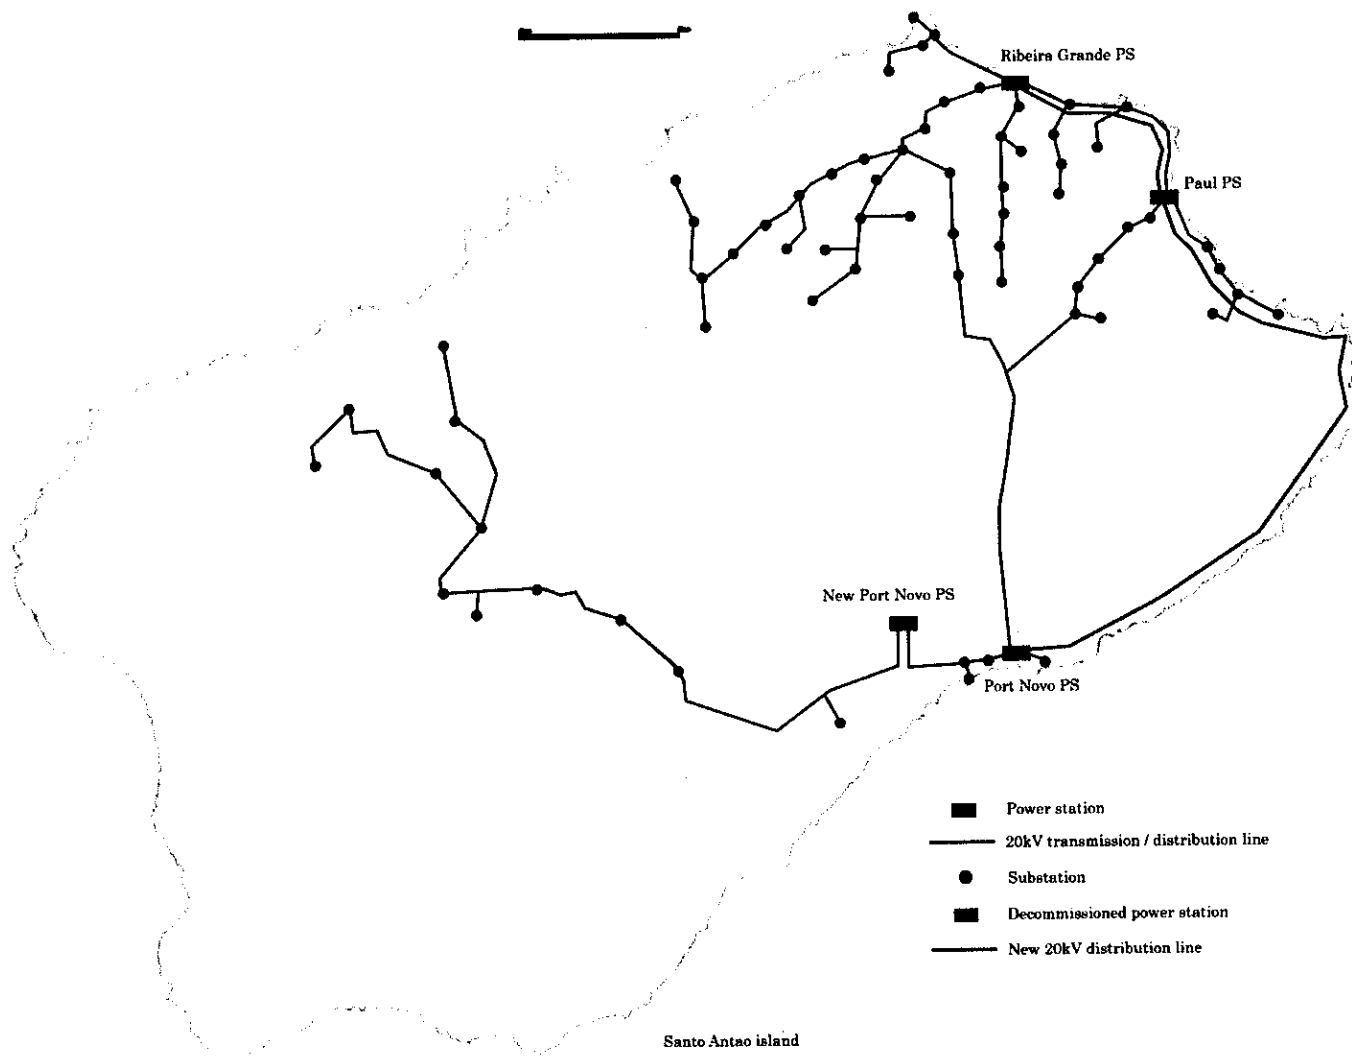 Ribeira Grande PS
Paul PS
New Port Novo PS
Port Novo PS
Power station
20kV transmission / distribution line
Substation
Decommissioned power station
New 20kV distribution line
Santo Antao island